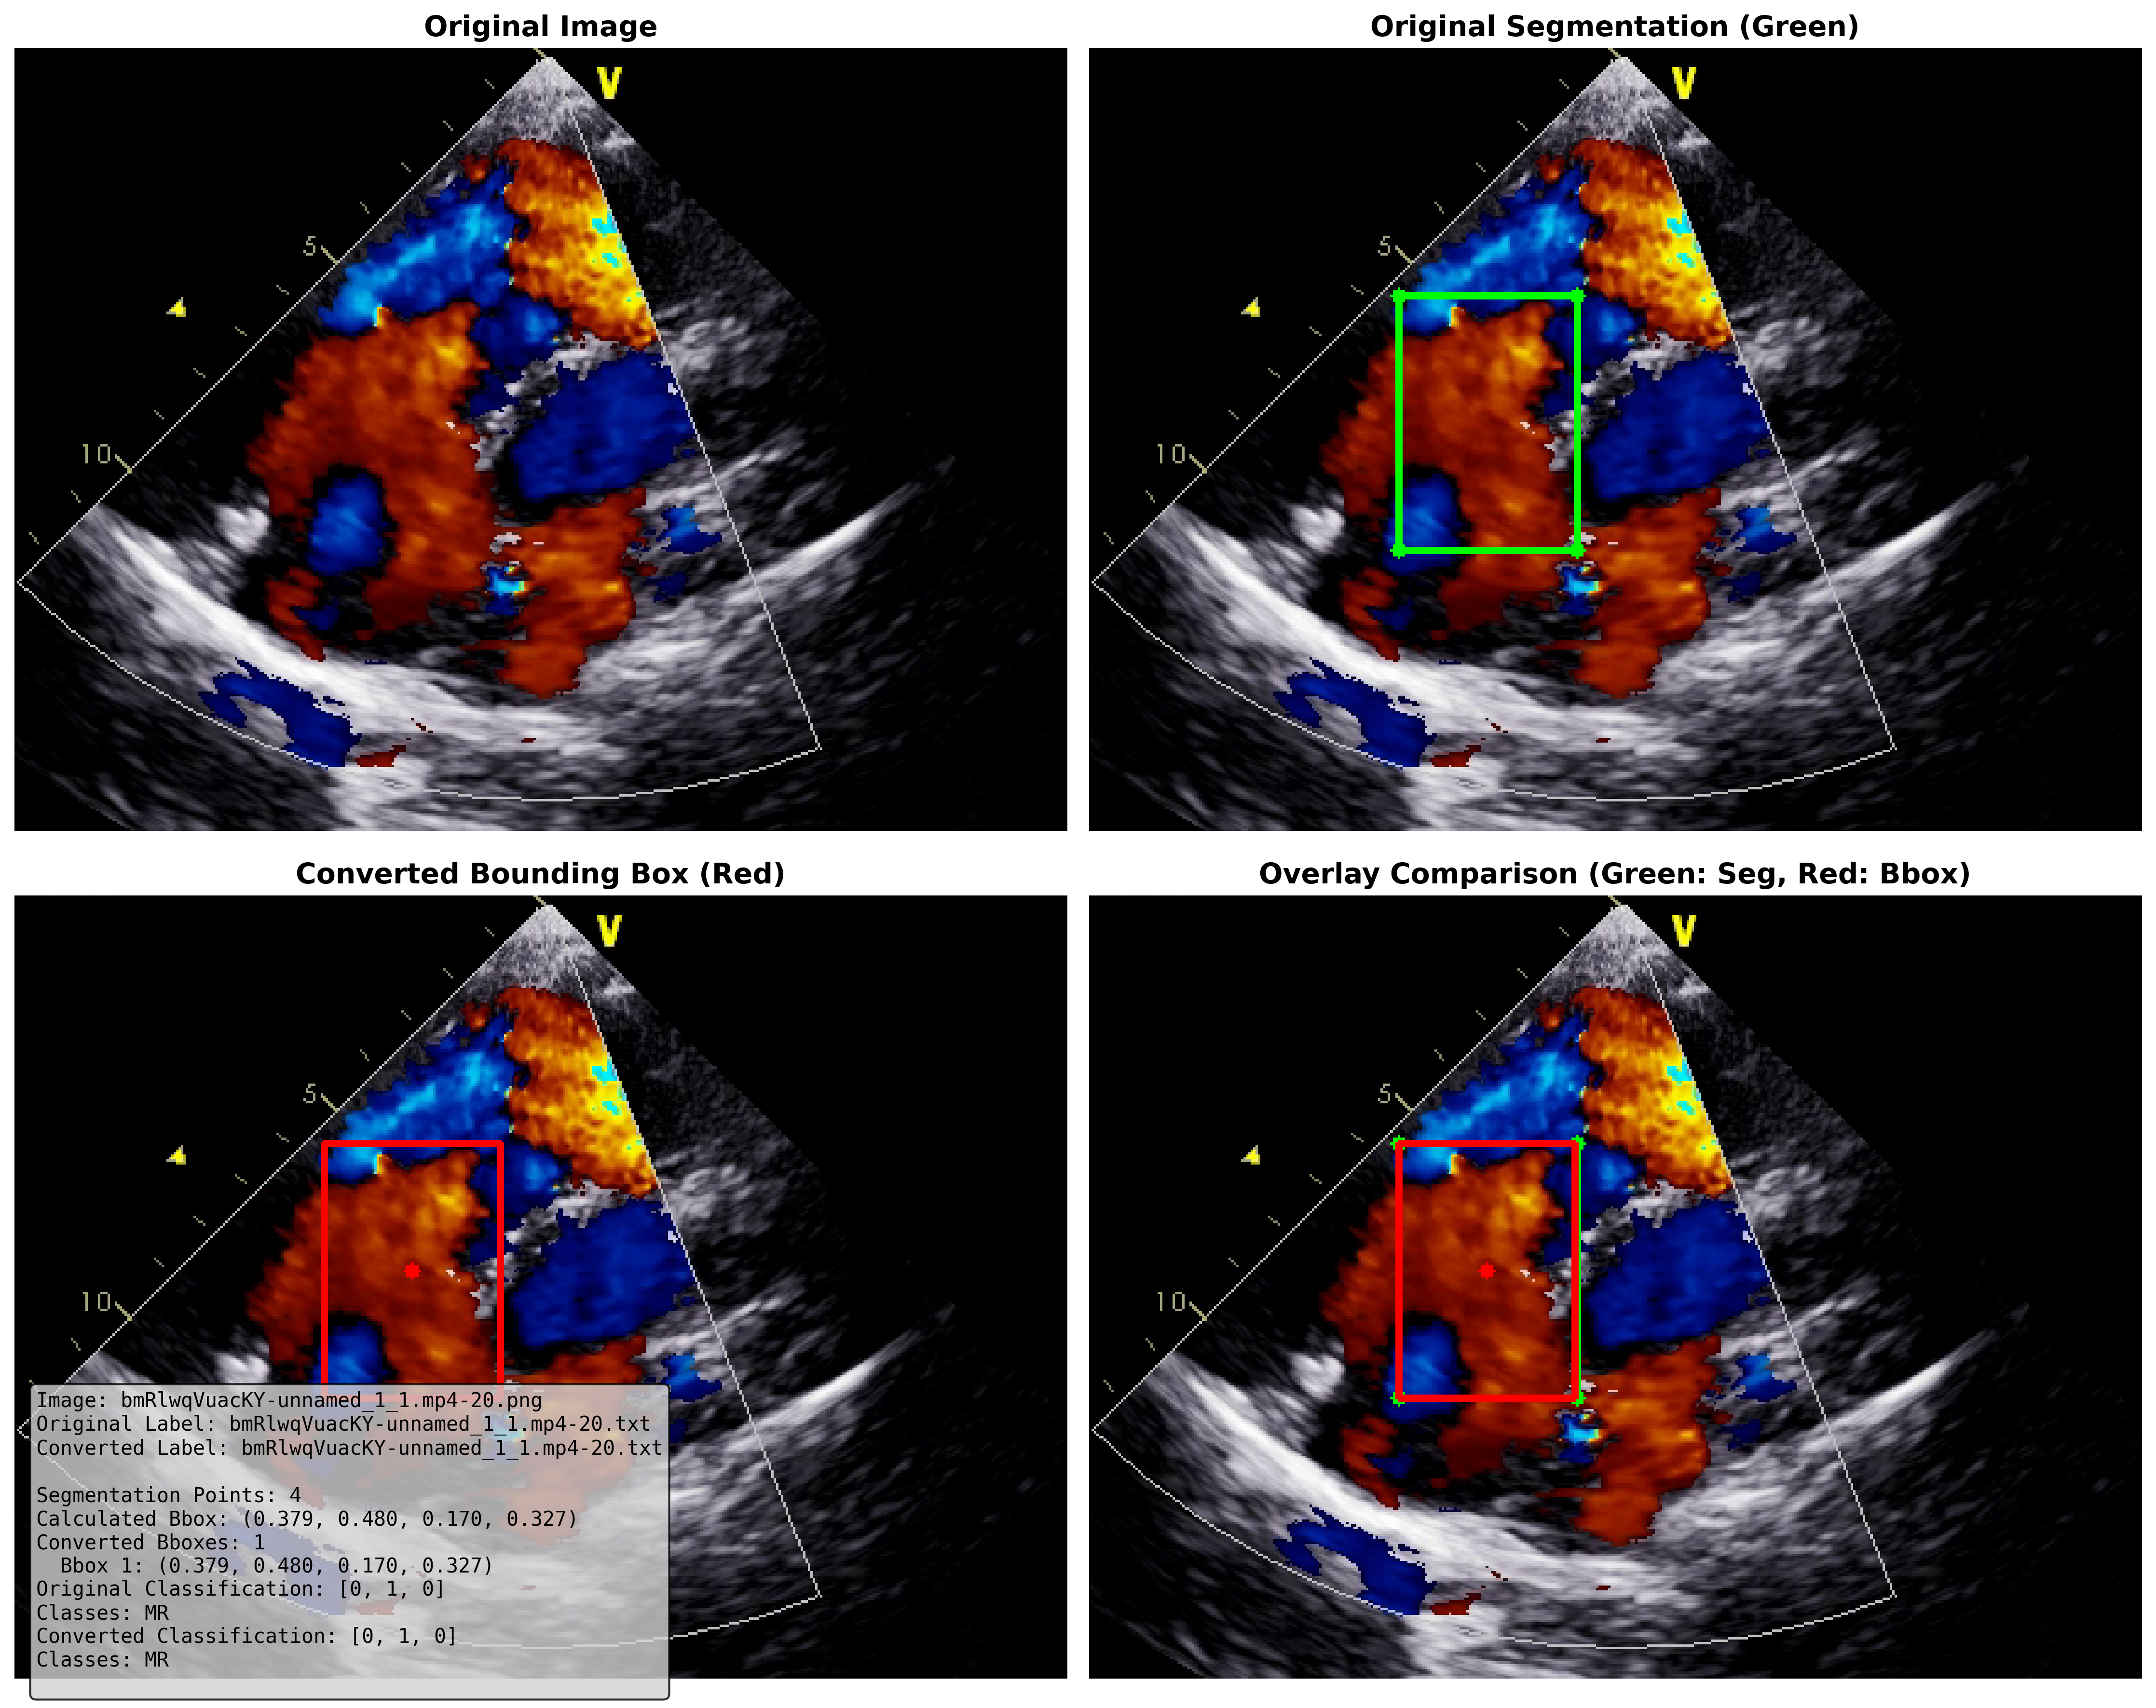 Original Image
Original Segmentation (Green)
V
5
10
V
5
10
Converted Bounding Box (Red)
Overlay Comparison (Green: Seg, Red: Bbox)
V
5
10
V
5
10
Image: bmRlwqVuacKY-unnamed_1_1.mp4-20.png
Original Label: bmRlwqVuacKY-unnamed_1_1.mp4-20.txt
Converted Label: bmRlwqVuacKY-unnamed_1_1.mp4-20.txt
Segmentation Points: 4
Calculated Bbox: (0.379, 0.480, 0.170, 0.327)
Converted Bboxes: 1
Bbox 1: (0.379, 0.480, 0.170, 0.327)
Original Classification: [0, 1, 0]
Classes: MR
Converted Classification: [0, 1, 0]
Classes: MR